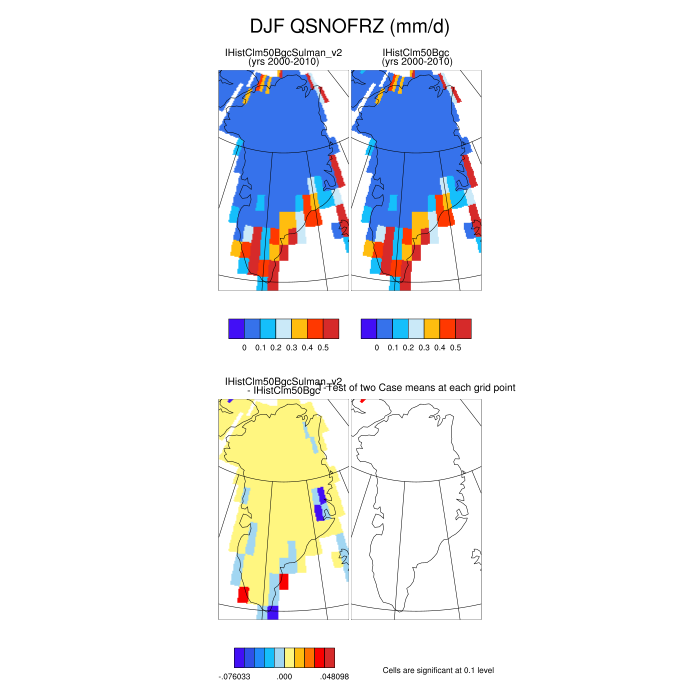 DJF QSNOFRZ (mm/d)
IHistClm50BgcSulman_v2
(yrs 2000-2010)
IHistClm50Bgc
(yrs 2000-2010)
0 0.1 0.2 0.3 0.4 0.5
0 0.1 0.2 0.3 0.4 0.5
IHistClm50BgcSulman_v2
- IHistClm50Bgc
T-Test of two Case means at each grid point
-.076033 .000 .048098
Cells are significant at 0.1 level